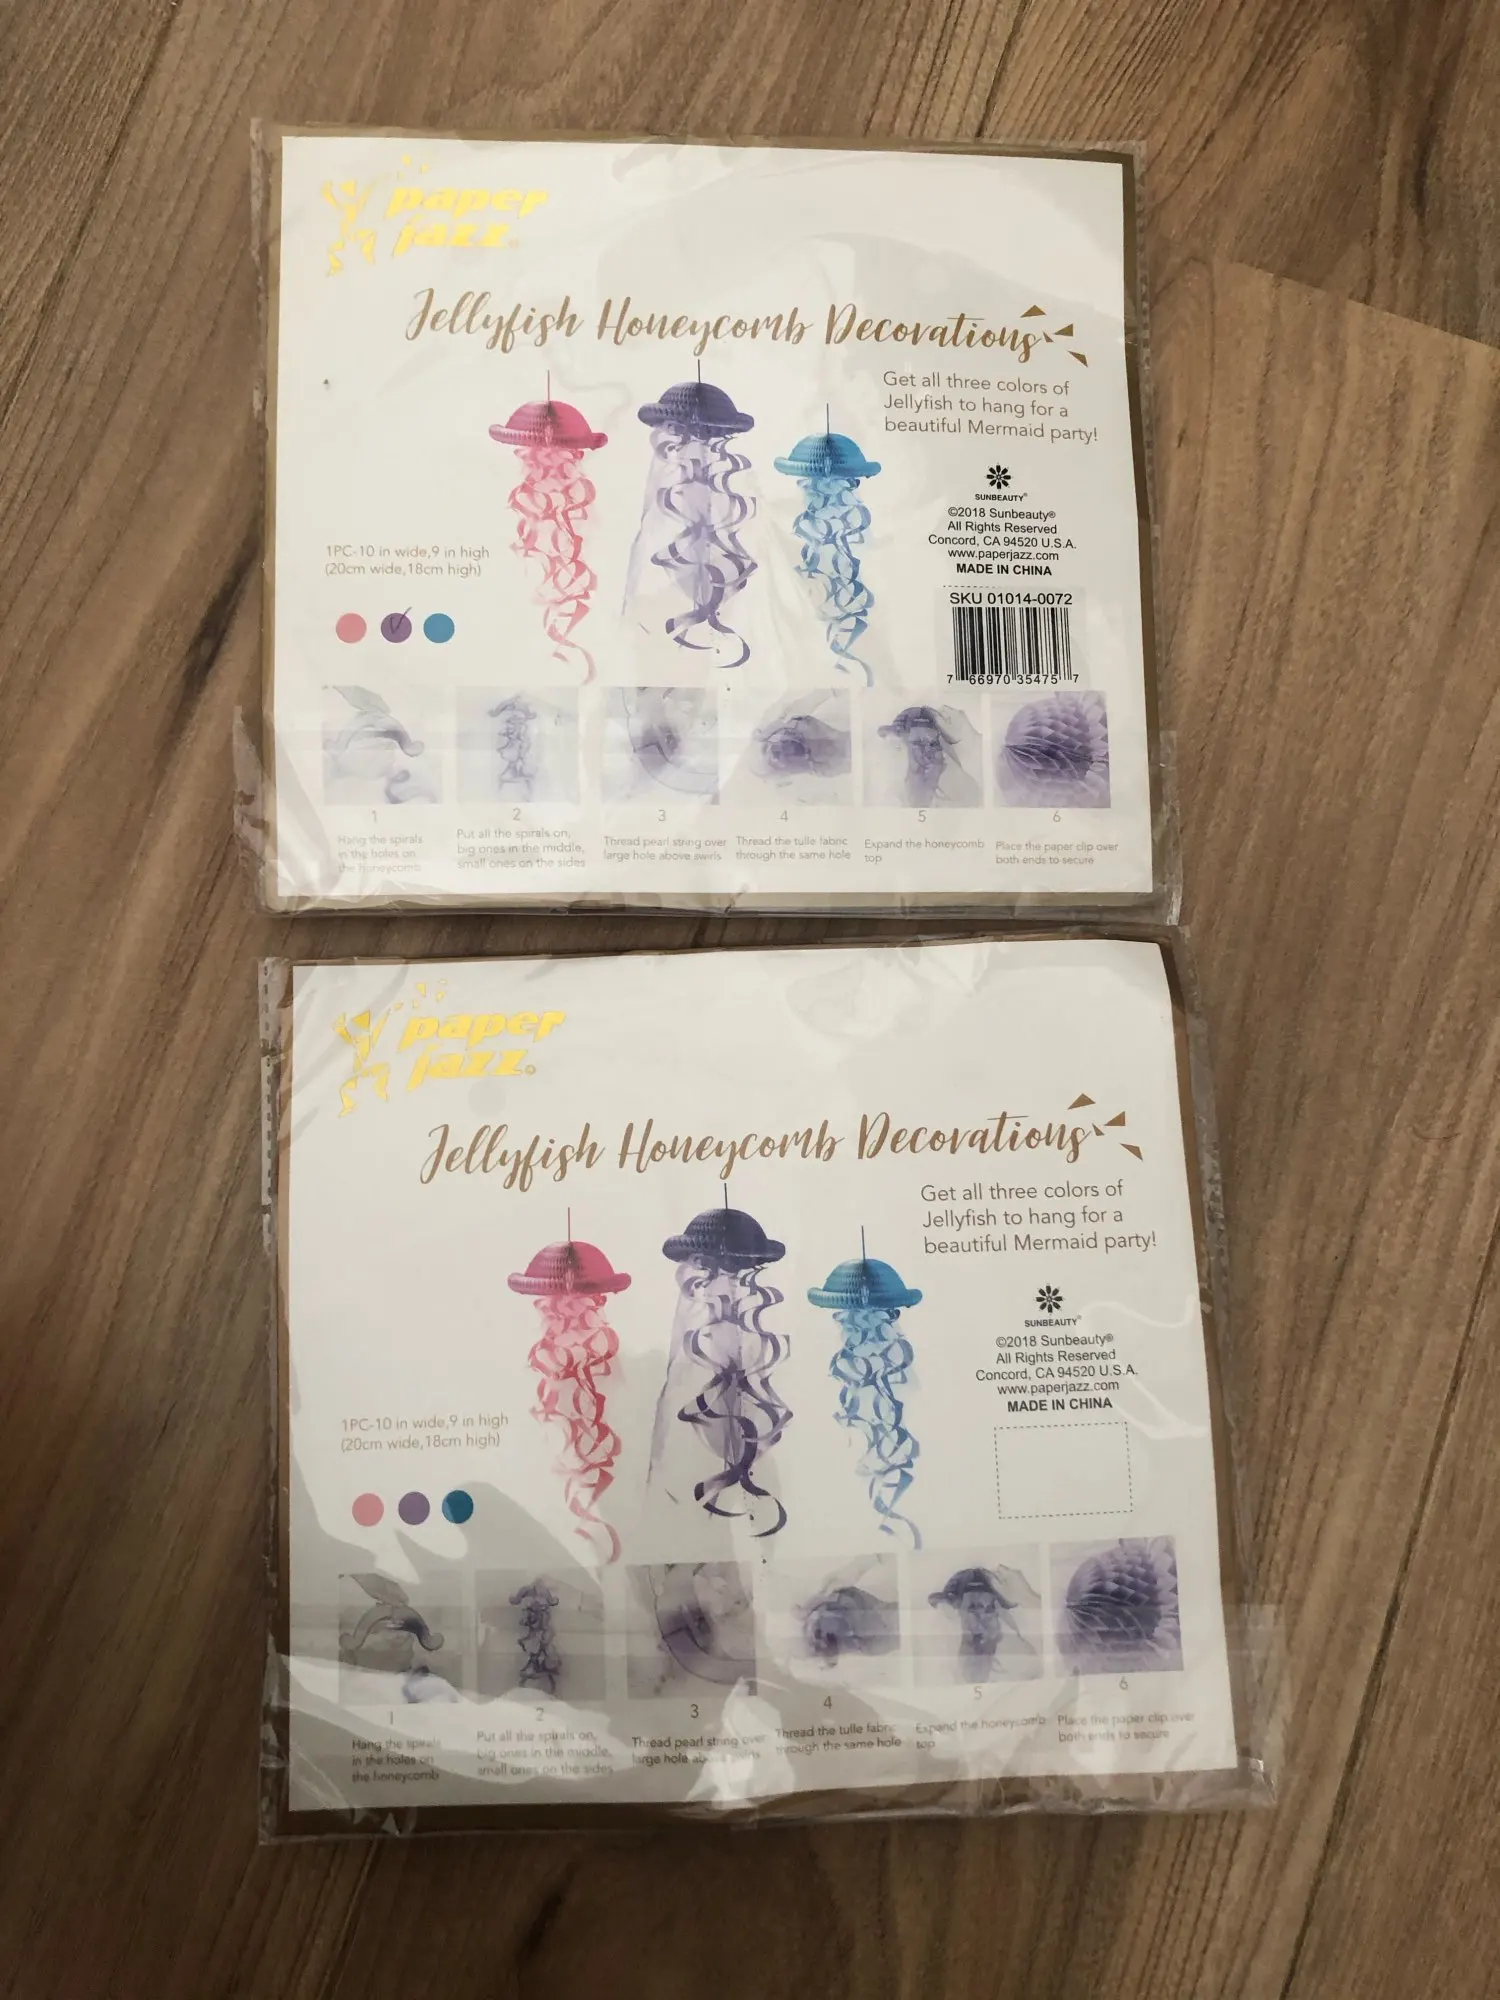 paper
jazz®
Jellyfish Honeycomb Decorations
Get all three colors of
Jellyfish to hang for a
beautiful Mermaid party!
SUNBEAUTY®
©2018 Sunbeauty®
All Rights Reserved
Concord, CA 94520 U.S.A.
www.paperjazz.com
MADE IN CHINA
1PC-10 in wide,9 in high
(20cm wide,18cm high)
SKU 01014-0072
7 66970 35475 7
1
Hang the spirals
in the holes on
the honeycomb
2
Put all the spirals on,
big ones in the middle,
small ones on the sides
3
Thread pearl string over
large hole above swirls
4
Thread the tulle fabric
through the same hole
5
Expand the honeycomb
top
6
Place the paper clip over
both ends to secure
paper
jazz®
Jellyfish Honeycomb Decorations
Get all three colors of
Jellyfish to hang for a
beautiful Mermaid party!
SUNBEAUTY®
©2018 Sunbeauty®
All Rights Reserved
Concord, CA 94520 U.S.A.
www.paperjazz.com
MADE IN CHINA
1PC-10 in wide,9 in high
(20cm wide,18cm high)
1
Hang the spirals
in the holes on
the honeycomb
2
Put all the spirals on,
big ones in the middle,
small ones on the sides
3
Thread pearl string over
large hole above swirls
4
Thread the tulle fabric
through the same hole
5
Expand the honeycomb
top
6
Place the paper clip over
both ends to secure